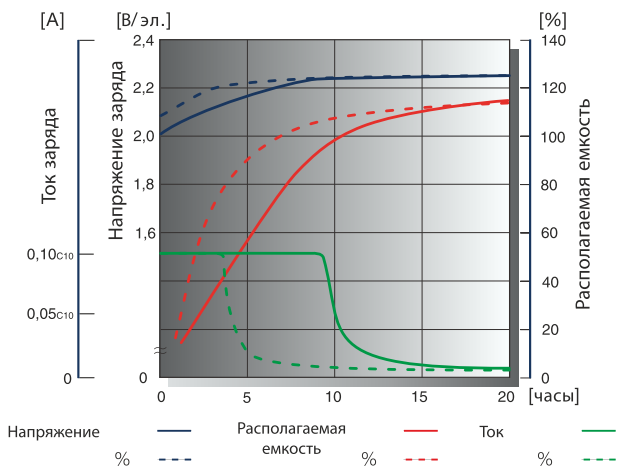 [А] [В/эл.] [%]
Ток заряда
Напряжение заряда
Располагаемая емкость
0,10C10
0,05C10
0
2,4
2,2
2,0
1,8
1,6
0
140
120
100
80
60
40
20
0
0 5 10 15 20 [часы]
Напряжение Располагаемая емкость Ток
% % %